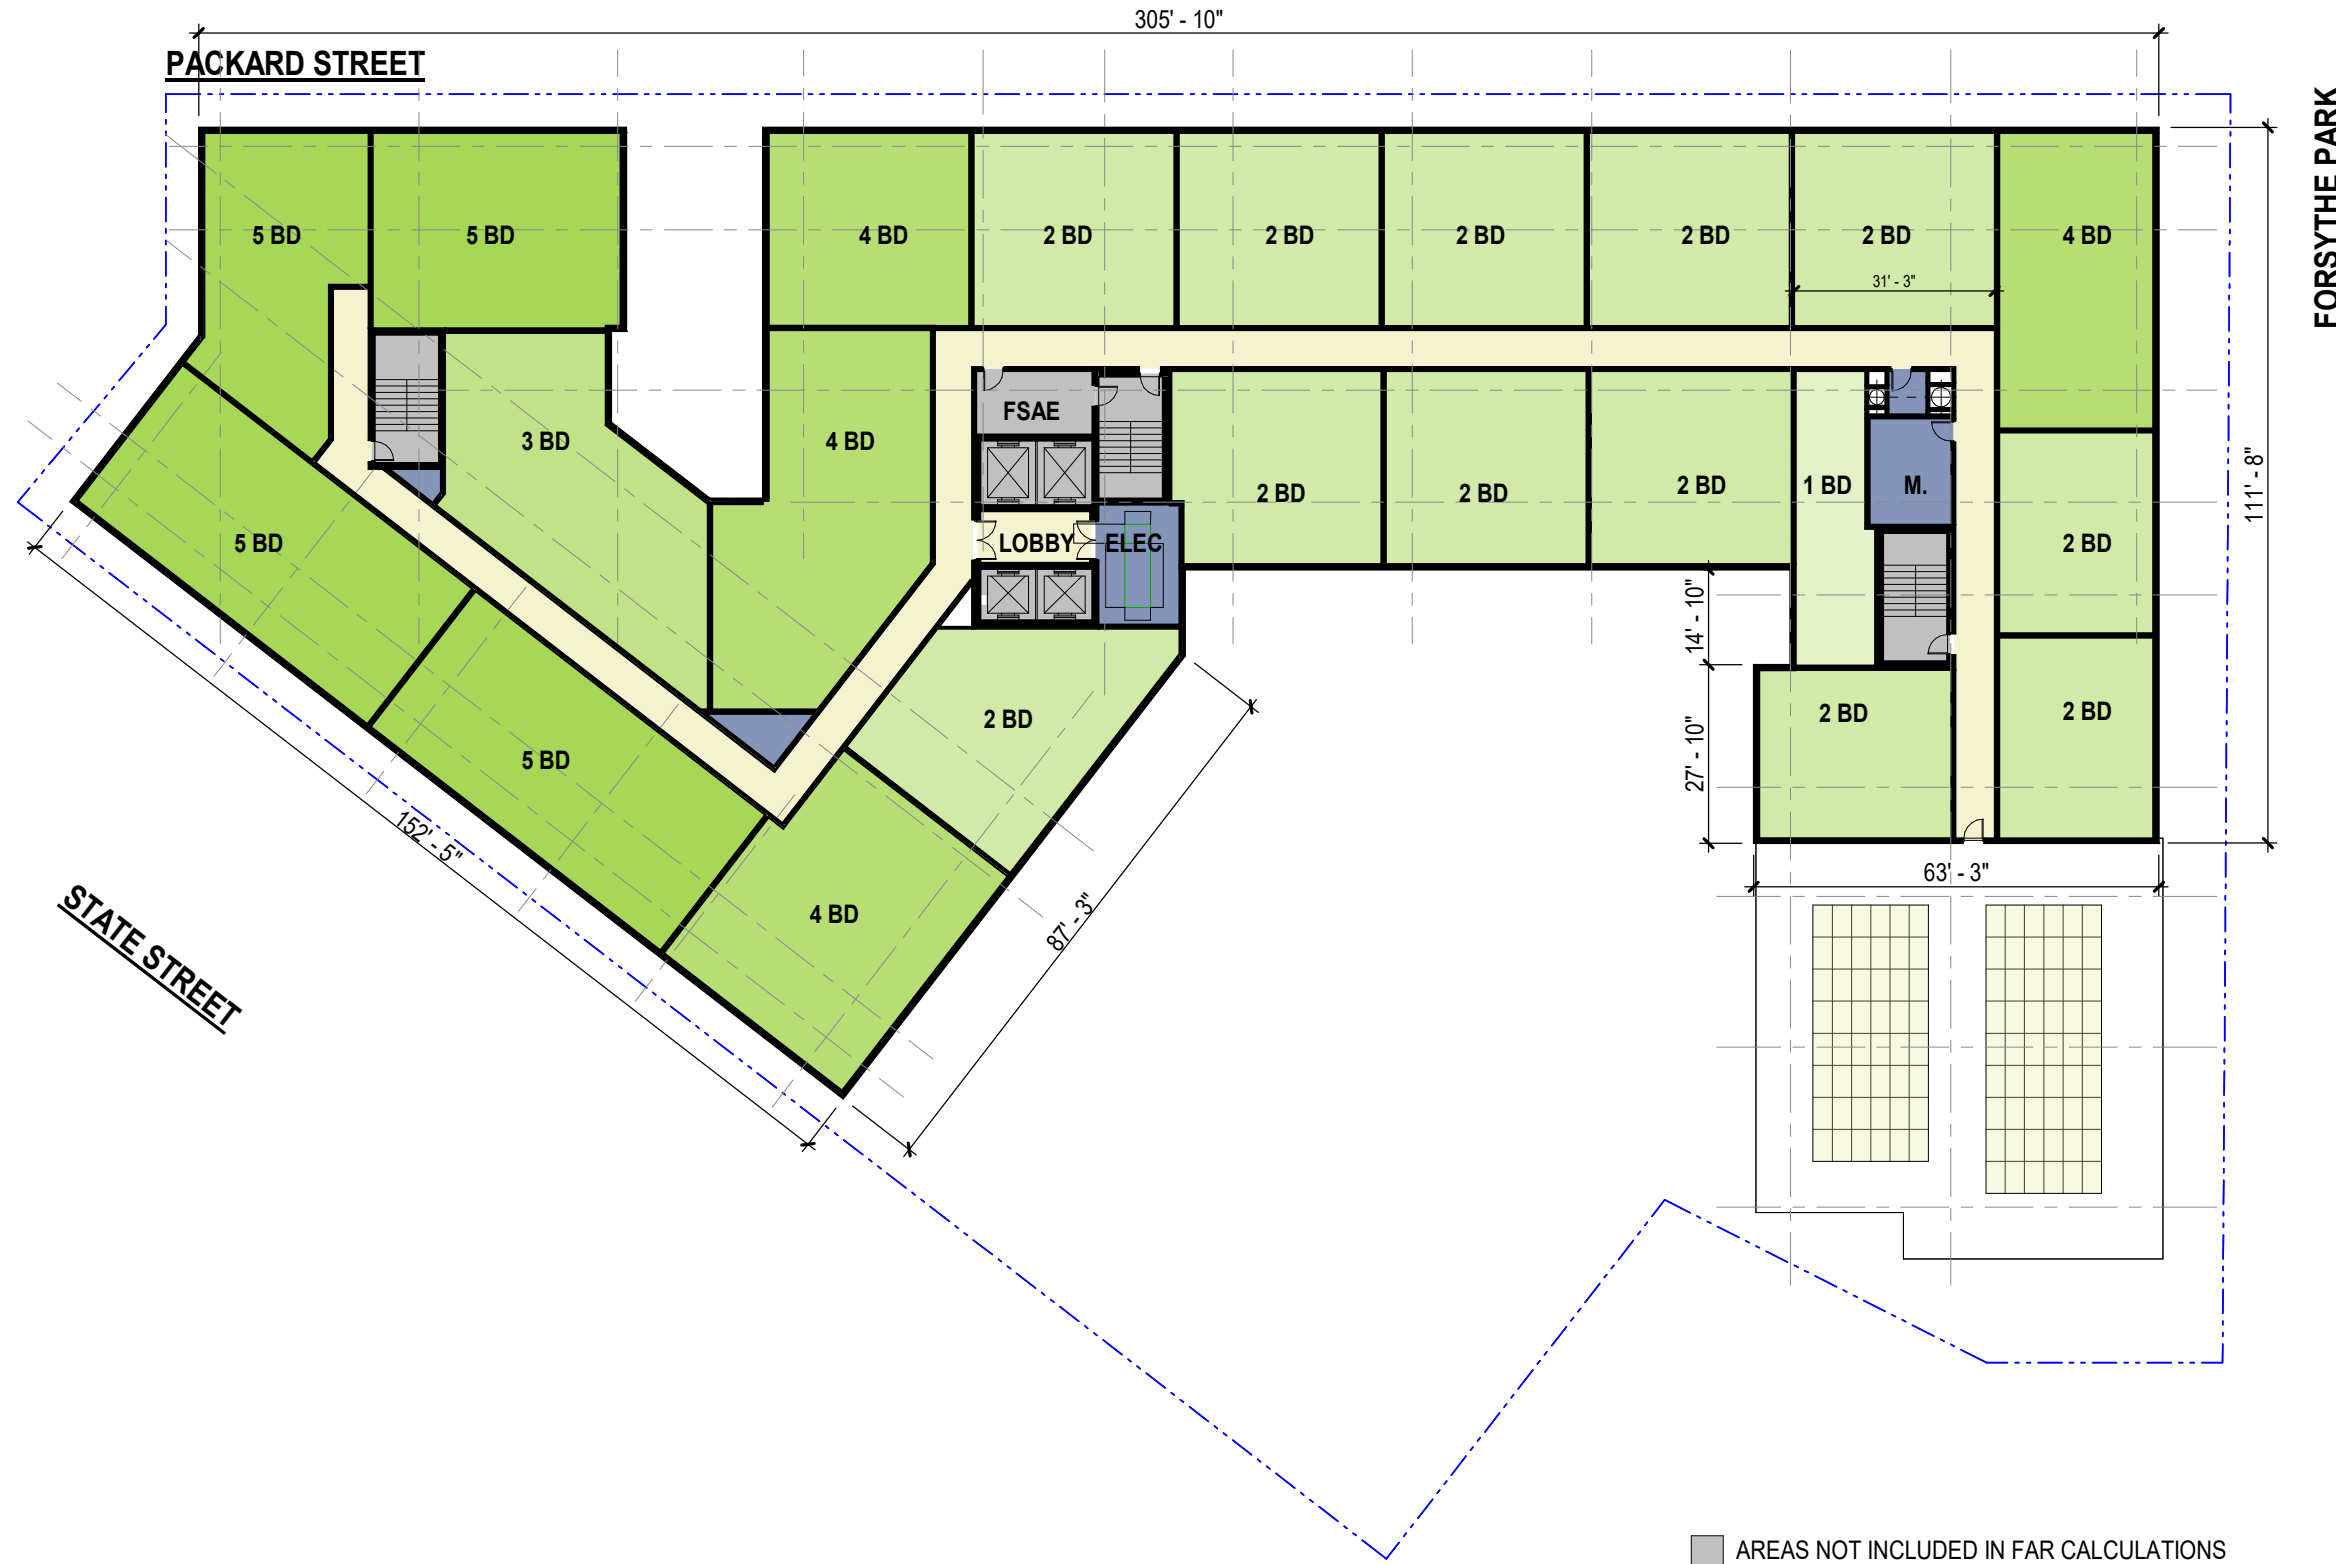 305' - 10"
PACKARD STREET
FORSYTHE PARK
5 BD
5 BD
4 BD
2 BD
2 BD
2 BD
2 BD
2 BD
4 BD
31' - 3"
FSAE
3 BD
4 BD
2 BD
2 BD
2 BD
1 BD
M.
111' - 8"
5 BD
LOBBY
ELEC
2 BD
14' - 10"
2 BD
2 BD
2 BD
27' - 10"
5 BD
152' - 5"
63' - 3"
4 BD
87' - 3"
STATE STREET
AREAS NOT INCLUDED IN FAR CALCULATIONS